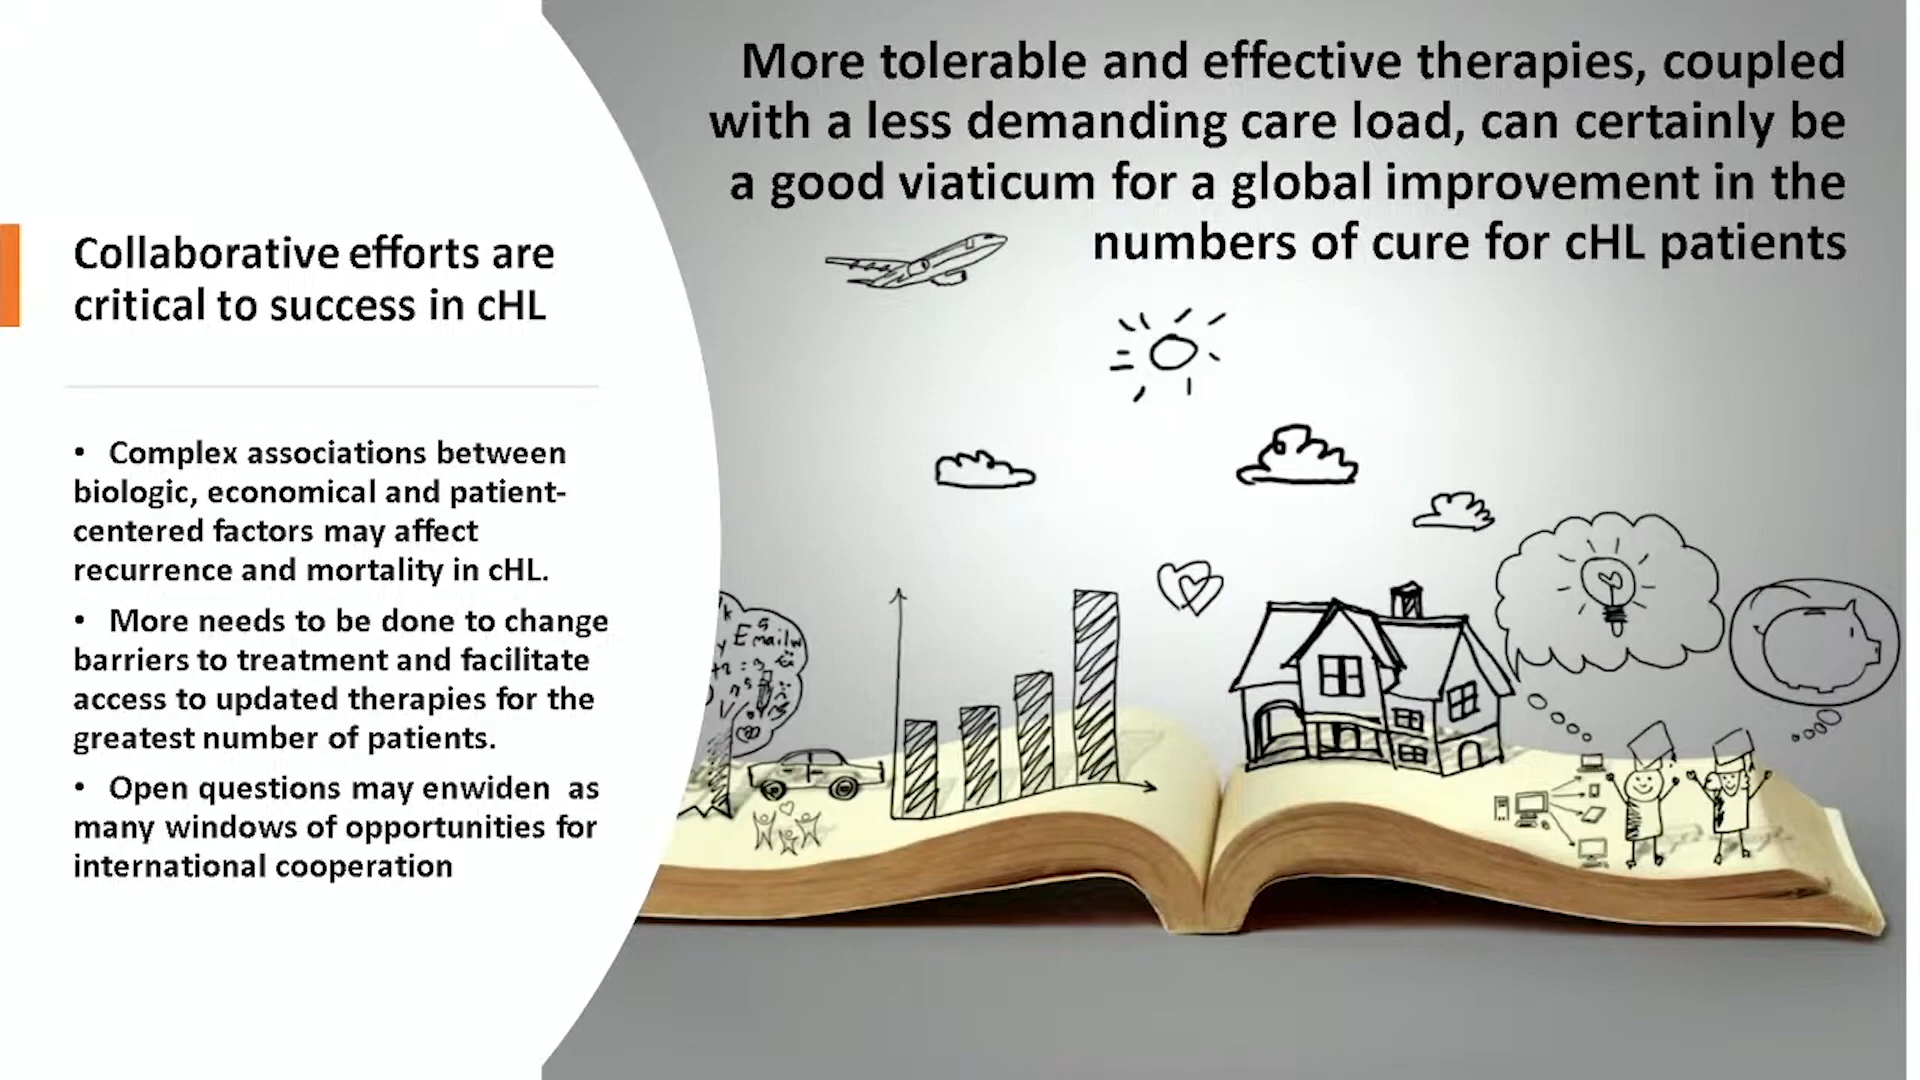 More tolerable and effective therapies, coupled
with a less demanding care load, can certainly be
a good viaticum for a global improvement in the
numbers of cure for cHL patients
Collaborative efforts are
critical to success in cHL
• Complex associations between
biologic, economical and patient-
centered factors may affect
recurrence and mortality in cHL.
• More needs to be done to change
barriers to treatment and facilitate
access to updated therapies for the
greatest number of patients.
• Open questions may enwiden as
many windows of opportunities for
international cooperation